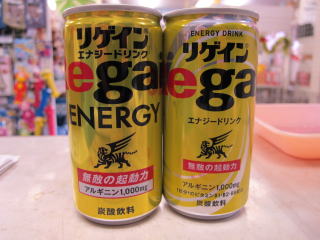 リゲイン
エナジードリンク
ega
ENERGY
無敵の起動力
アルギニン1,000mg
炭酸飲料
ENERGY DRINK
リゲイン
ega
エナジードリンク
無敵の起動力
アルギニン1,000mg
炭酸飲料